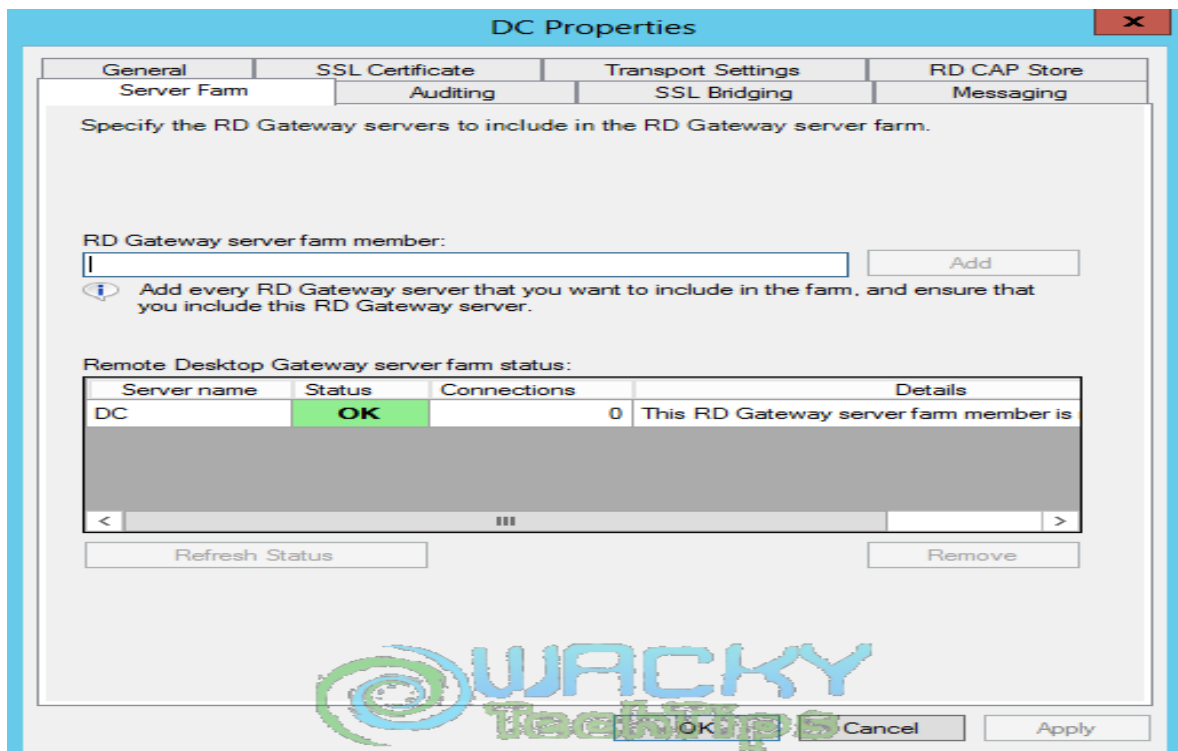 DC Properties
x
General SSL Certificate Transport Settings RD CAP Store
Server Farm Auditing SSL Bridging Messaging
Specify the RD Gateway servers to include in the RD Gateway server farm.
RD Gateway server farm member:
Add
Add every RD Gateway server that you want to include in the farm, and ensure that
you include this RD Gateway server.
Remote Desktop Gateway server farm status:
Server name Status Connections Details
DC OK 0 This RD Gateway server farm member is
Refresh Status Remove
WACKY
TechTips
OK Cancel Apply